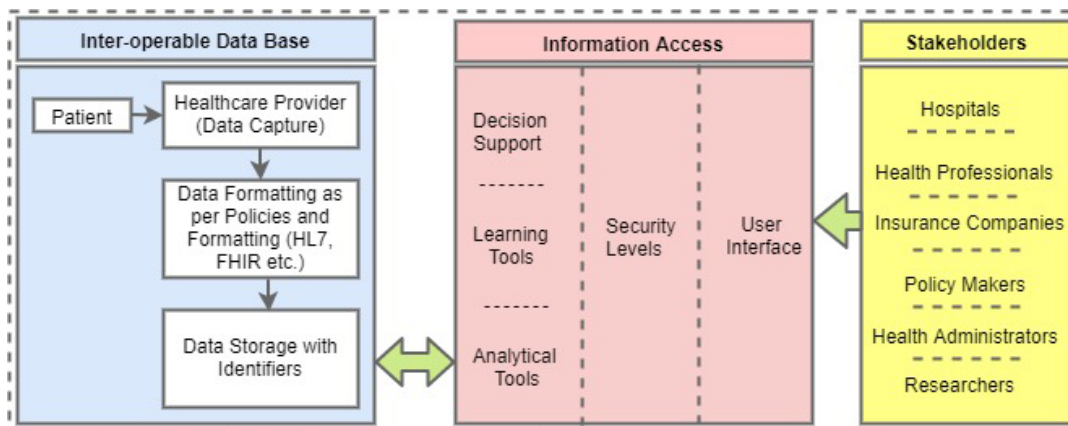 Inter-operable Data Base
Patient
Healthcare Provider
(Data Capture)
Data Formatting as
per Policies and
Formatting (HL7,
FHIR etc.)
Data Storage with
Identifiers
Information Access
Decision
Support
Learning
Tools
Analytical
Tools
Security
Levels
User
Interface
Stakeholders
Hospitals
Health Professionals
Insurance Companies
Policy Makers
Health Administrators
Researchers